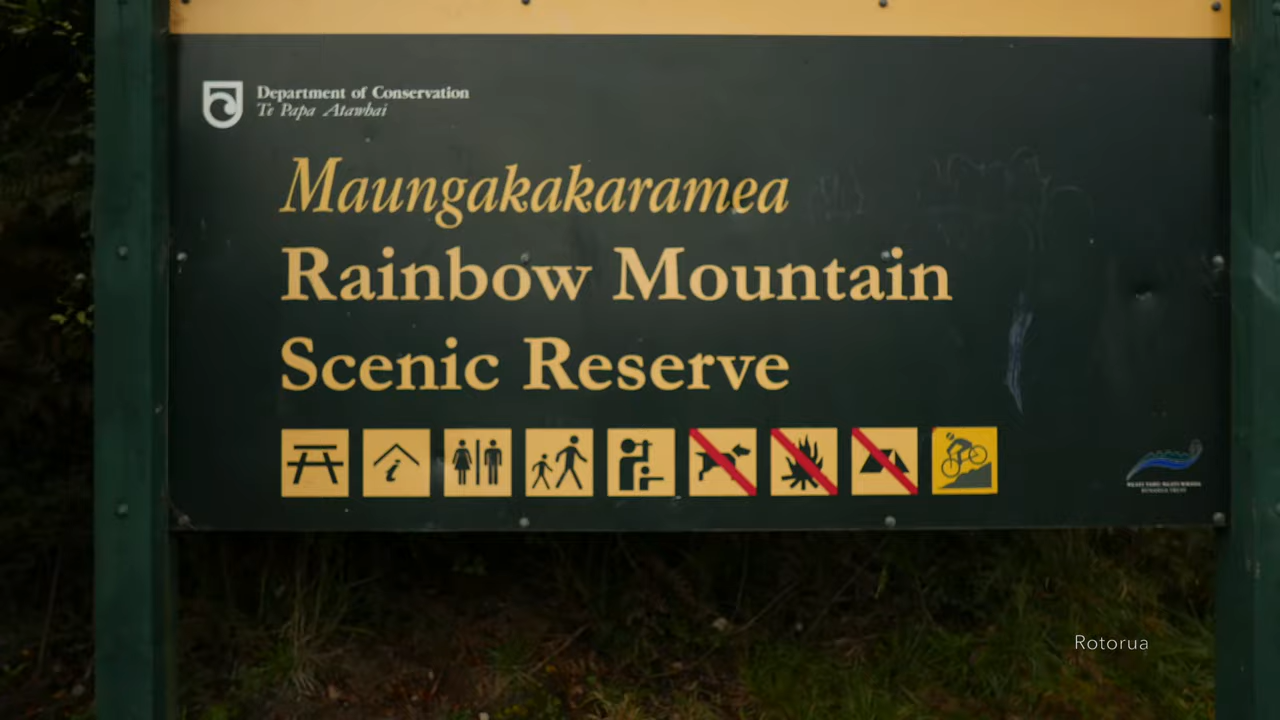 Department of Conservation
Te Papa Atawhai
Maungakakaramea
Rainbow Mountain
Scenic Reserve
i
Rotorua